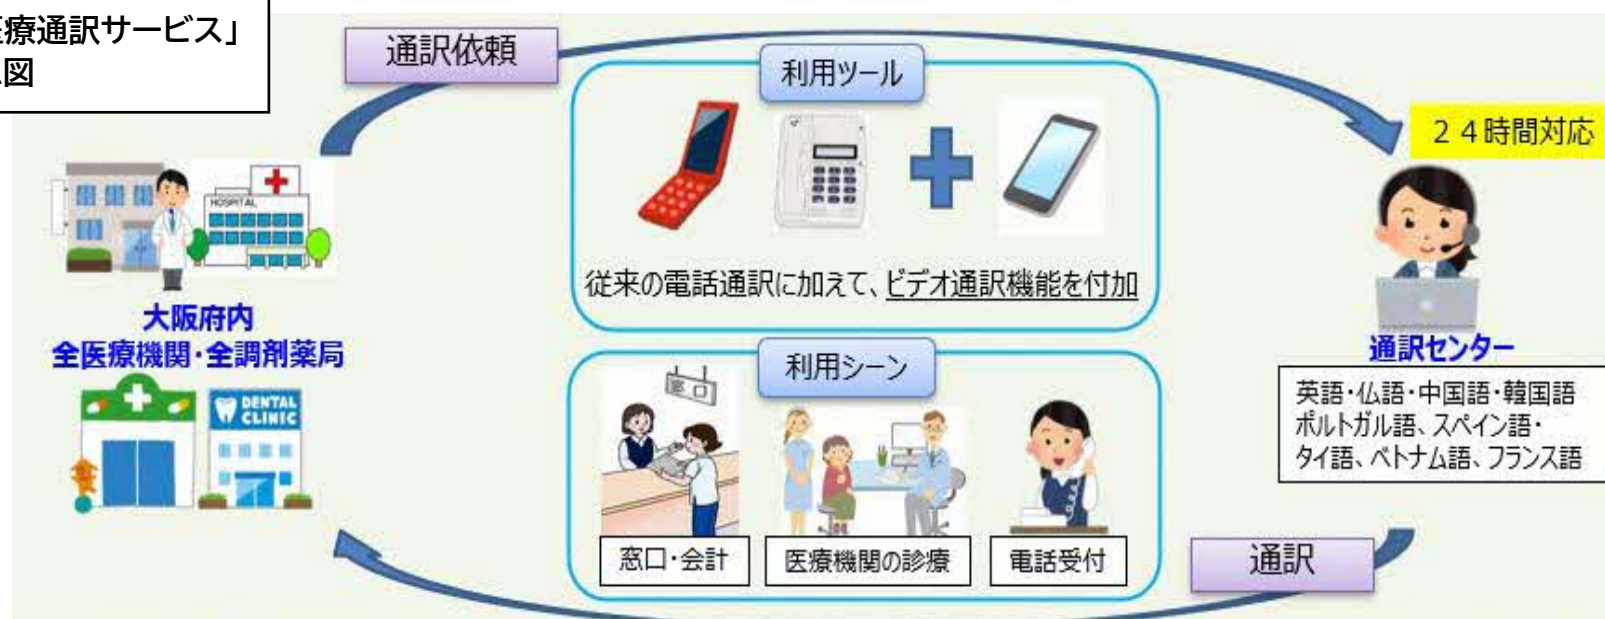 療通訳サービス」
図
通訳依頼
利用ツール
24時間対応
HOSPITAL
従来の電話通訳に加えて、ビデオ通訳機能を付加
大阪府内
全医療機関・全調剤薬局
DENTAL
CLINIC
通訳センター
英語・仏語・中国語・韓国語
ポルトガル語、スペイン語・
タイ語、ベトナム語、フランス語
利用シーン
窓口
窓口・会計
医療機関の診療
電話受付
通訳